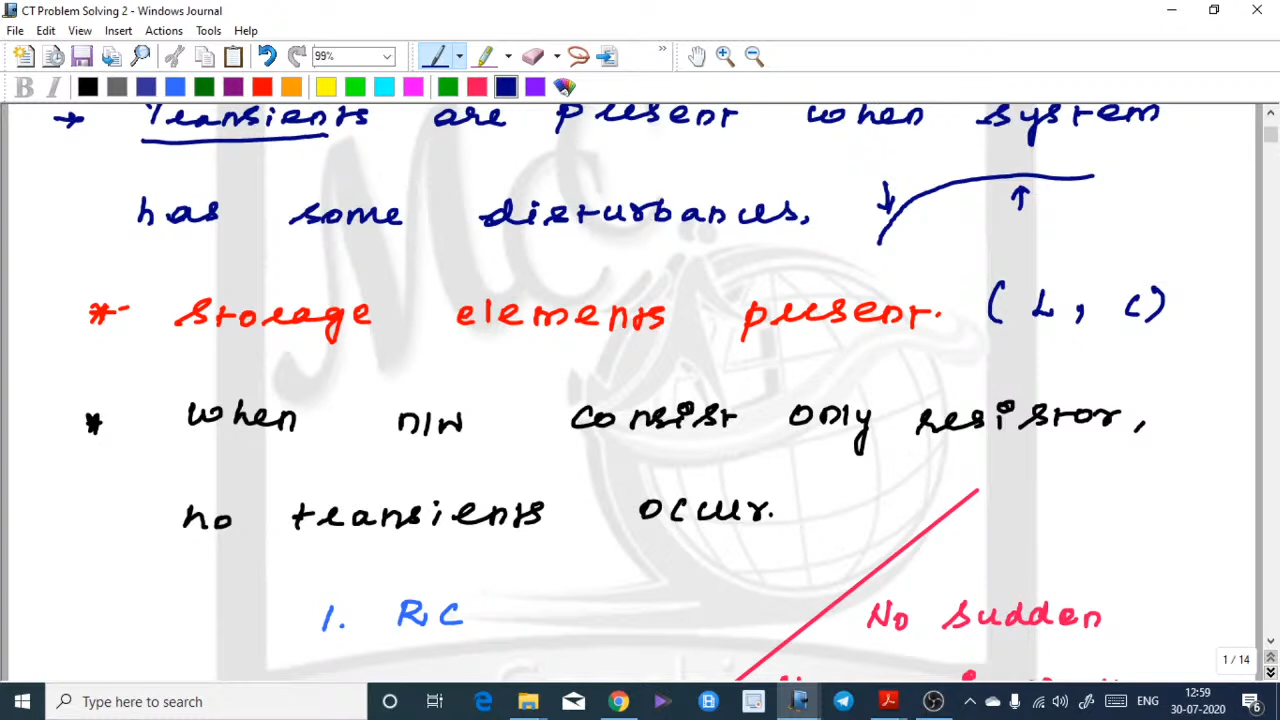 CT Problem Solving 2 - Windows Journal
File Edit View Insert Actions Tools Help
99%
B I
→ Transients are present when system
has some disturbances.
* Storage elements present. (L, C)
* when n/w consist only resistor,
no transients occur.
1. R, C
No sudden
1 / 14
Type here to search
ENG
12:59
30-07-2020
6